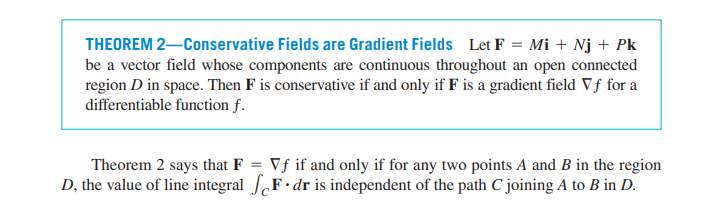 THEOREM 2—Conservative Fields are Gradient Fields Let F = Mi + Nj + Pk
be a vector field whose components are continuous throughout an open connected
region D in space. Then F is conservative if and only if F is a gradient field ∇f for a
differentiable function f.
Theorem 2 says that F = ∇f if and only if for any two points A and B in the region
D, the value of line integral ∫_C F · dr is independent of the path C joining A to B in D.